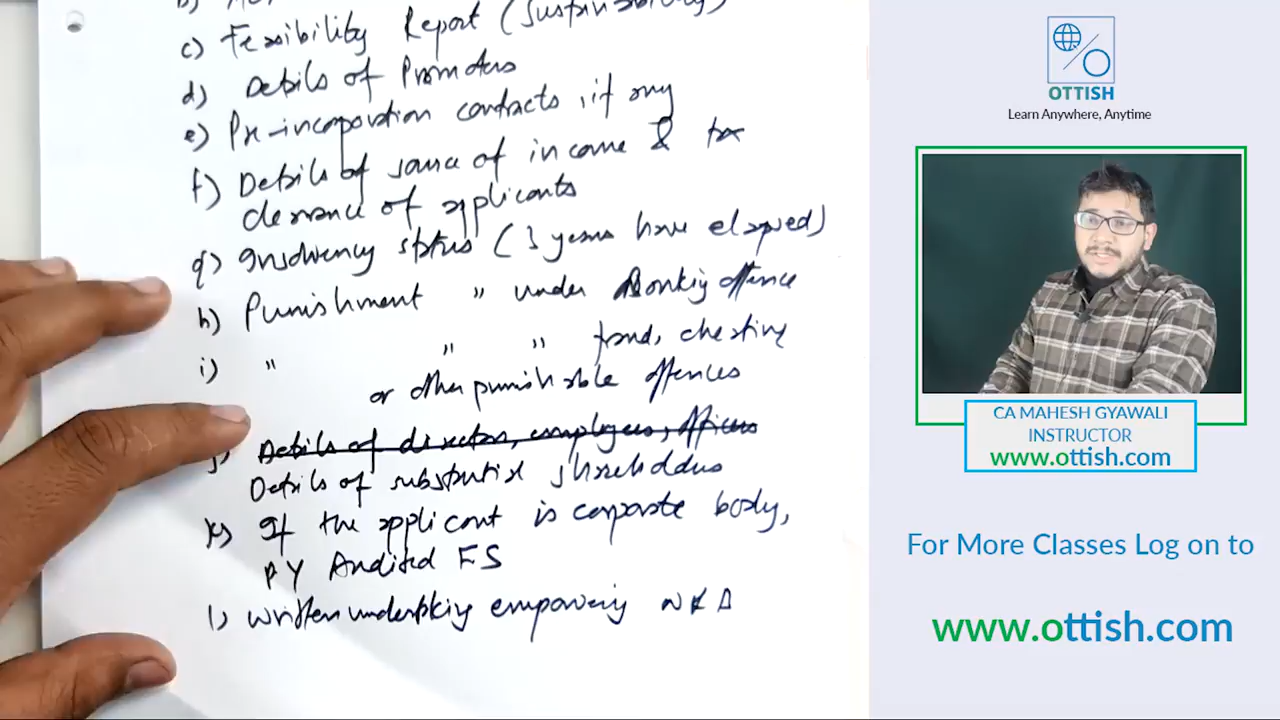 c) Feasibility Report (Sustainability)
d) Details of Promoters
e) Pre-incorporation contracts, if any
f) Details of source of income & tax
clearance of applicants
g) Insolvency status (3 years have elapsed)
h) Punishment " under Banking offence
i) " " " fraud, cheating
or other punishable offences
j) Details of director, employees, officers
Details of substantial shareholders
k) If the applicant is corporate body,
PY Audited FS
l) written undertaking empowering
OTTISH
Learn Anywhere, Anytime
CA MAHESH GYAWALI
INSTRUCTOR
www.ottish.com
For More Classes Log on to
www.ottish.com